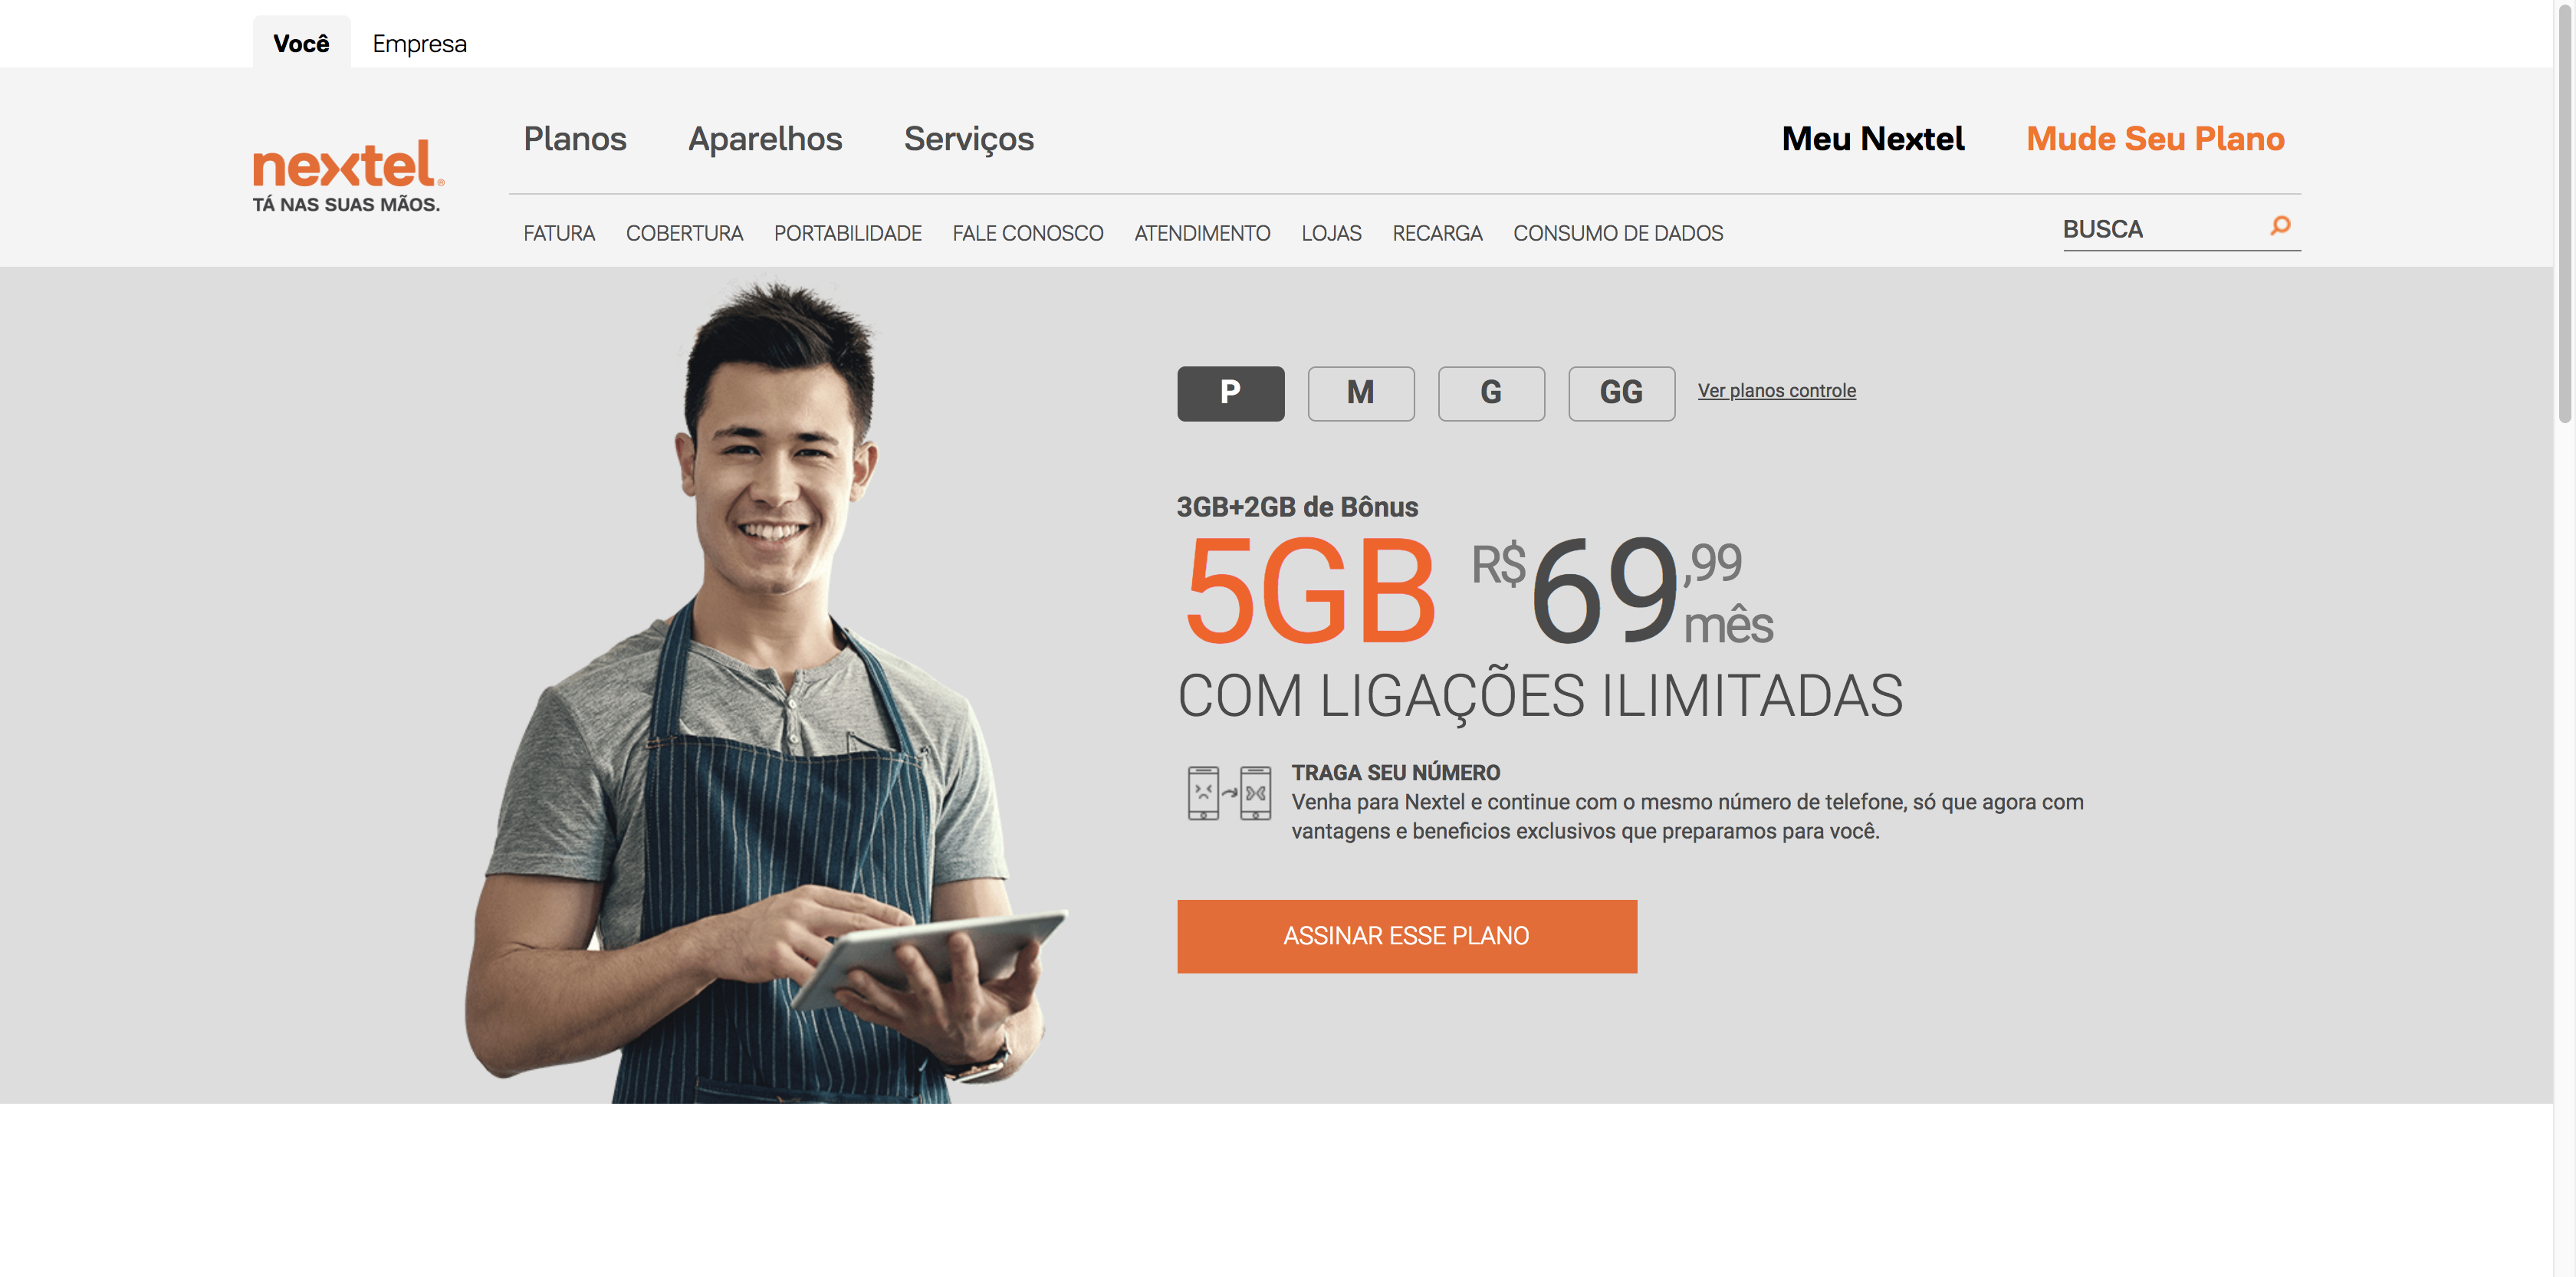 Você Empresa
Planos Aparelhos Serviços Meu Nextel Mude Seu Plano
nextel®
TÁ NAS SUAS MÃOS.
FATURA COBERTURA PORTABILIDADE FALE CONOSCO ATENDIMENTO LOJAS RECARGA CONSUMO DE DADOS BUSCA
P M G GG Ver planos controle
3GB+2GB de Bônus
5GB R$69,99 mês
COM LIGAÇÕES ILIMITADAS
TRAGA SEU NÚMERO
Venha para Nextel e continue com o mesmo número de telefone, só que agora com
vantagens e beneficios exclusivos que preparamos para você.
ASSINAR ESSE PLANO